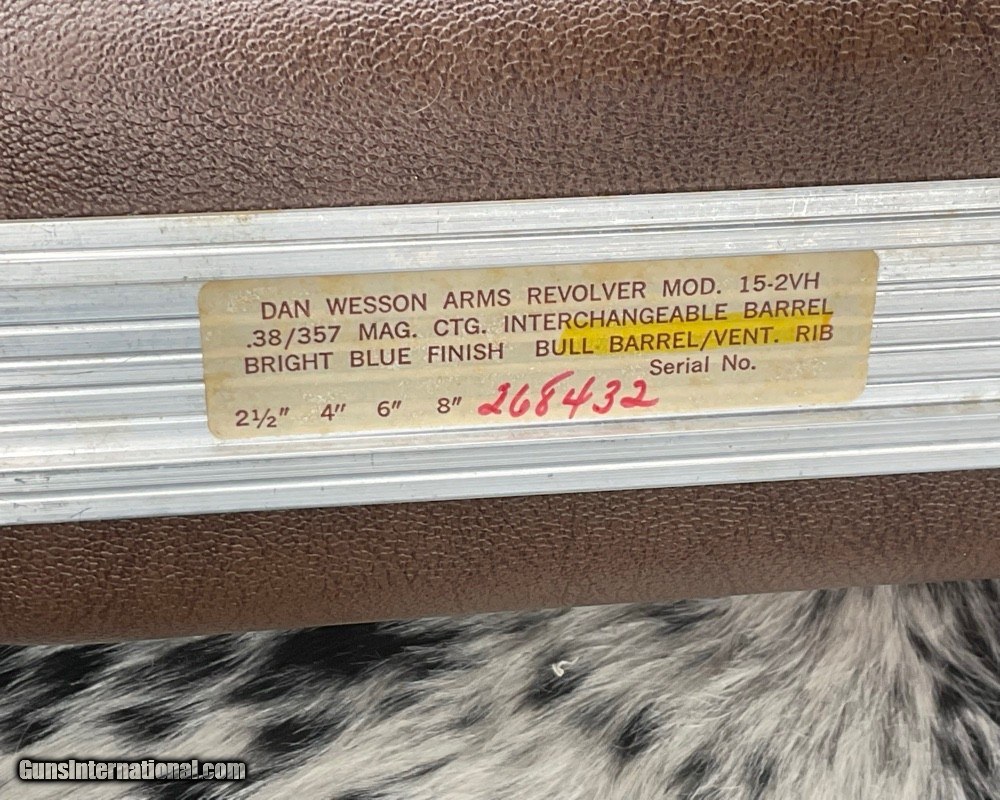 DAN WESSON ARMS REVOLVER MOD. 15-2VH
.38/357 MAG. CTG. INTERCHANGEABLE BARREL
BRIGHT BLUE FINISH BULL BARREL/VENT. RIB
Serial No.
2½" 4" 6" 8" 268432
GunsInternational.com